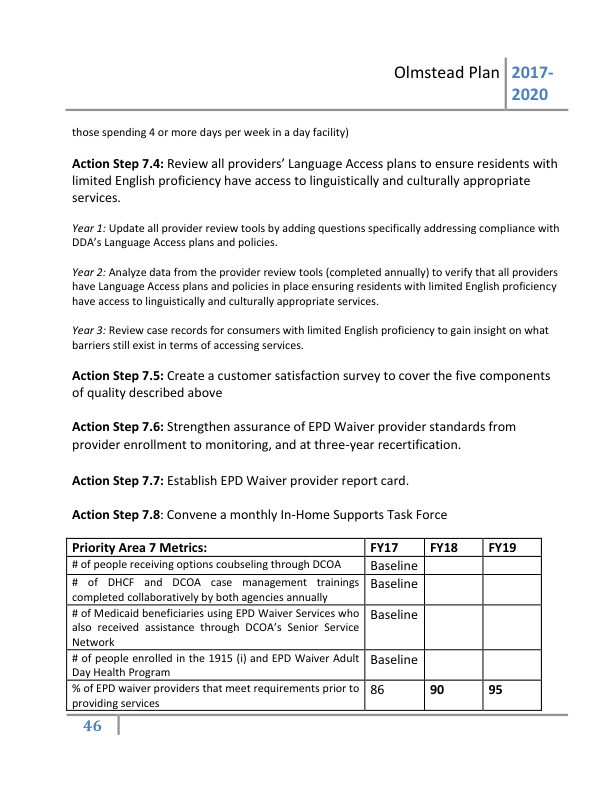 Olmstead Plan 2017-
2020
those spending 4 or more days per week in a day facility)
Action Step 7.4: Review all providers’ Language Access plans to ensure residents with
limited English proficiency have access to linguistically and culturally appropriate
services.
Year 1: Update all provider review tools by adding questions specifically addressing compliance with
DDA’s Language Access plans and policies.
Year 2: Analyze data from the provider review tools (completed annually) to verify that all providers
have Language Access plans and policies in place ensuring residents with limited English proficiency
have access to linguistically and culturally appropriate services.
Year 3: Review case records for consumers with limited English proficiency to gain insight on what
barriers still exist in terms of accessing services.
Action Step 7.5: Create a customer satisfaction survey to cover the five components
of quality described above
Action Step 7.6: Strengthen assurance of EPD Waiver provider standards from
provider enrollment to monitoring, and at three-year recertification.
Action Step 7.7: Establish EPD Waiver provider report card.
Action Step 7.8: Convene a monthly In-Home Supports Task Force
Priority Area 7 Metrics: FY17 FY18 FY19
# of people receiving options coubseling through DCOA Baseline
# of DHCF and DCOA case management trainings Baseline
completed collaboratively by both agencies annually
# of Medicaid beneficiaries using EPD Waiver Services who Baseline
also received assistance through DCOA’s Senior Service
Network
# of people enrolled in the 1915 (i) and EPD Waiver Adult Baseline
Day Health Program
% of EPD waiver providers that meet requirements prior to 86 90 95
providing services
46